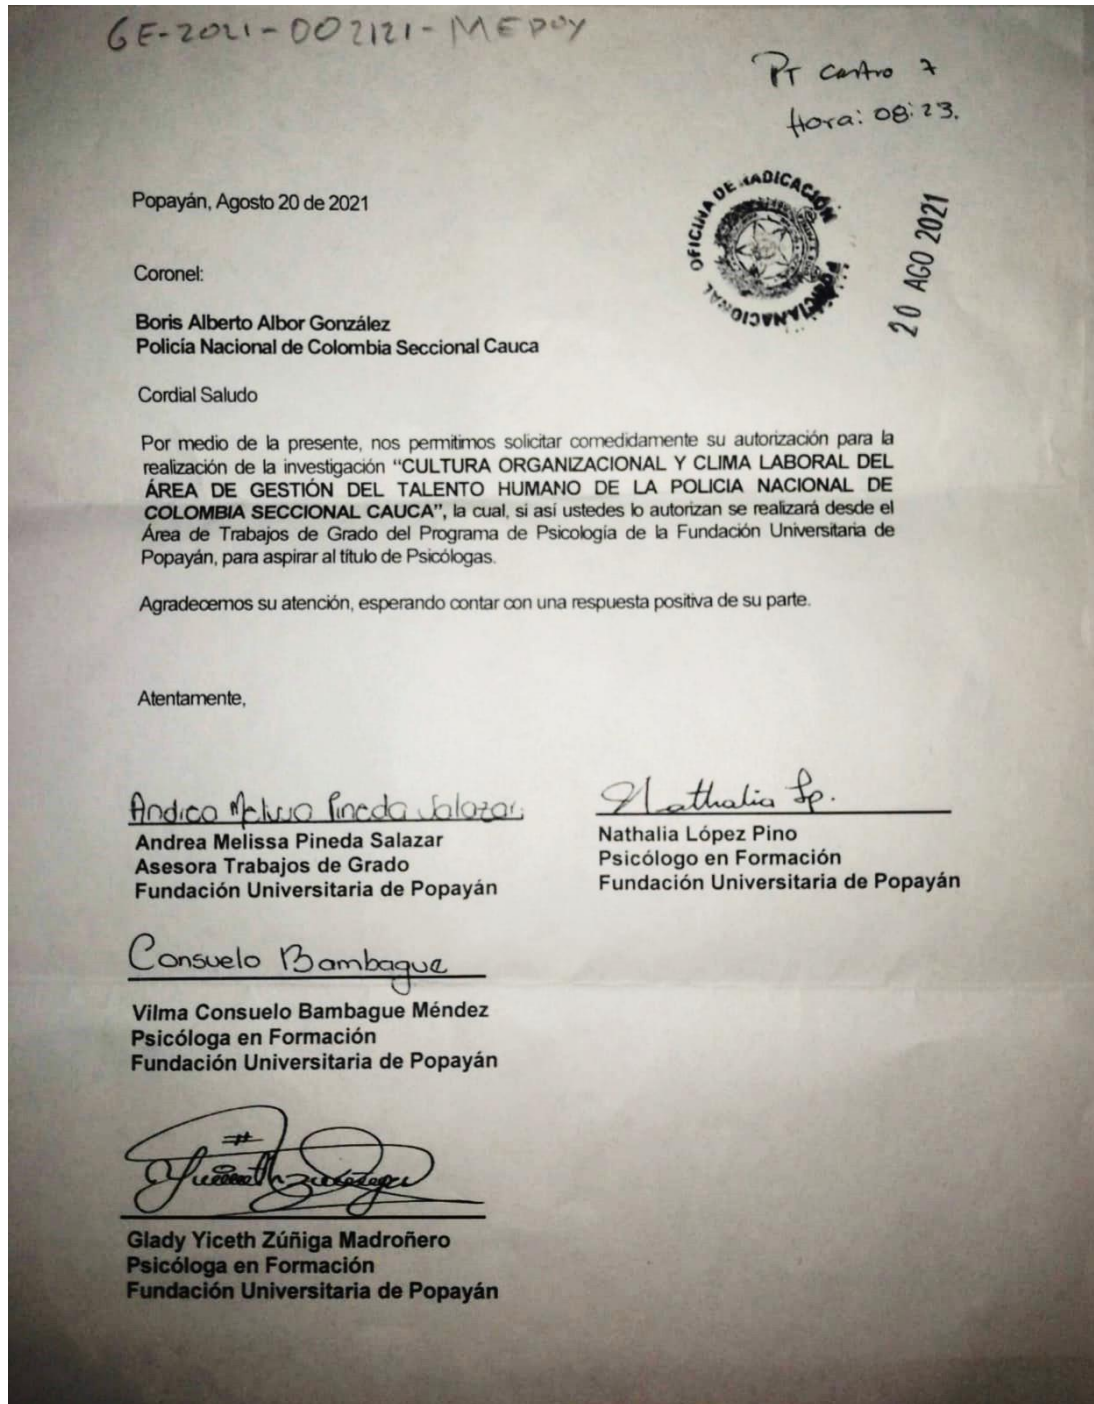 GE-2021-002121-MEPOY
PT Castro 7
Hora: 08:23.
OFICINA DE RADICACIÓN
POLICIA NACIONAL
20 AGO 2021
Popayán, Agosto 20 de 2021
Coronel:
Boris Alberto Albor González
Policía Nacional de Colombia Seccional Cauca
Cordial Saludo
Por medio de la presente, nos permitimos solicitar comedidamente su autorización para la
realización de la investigación “CULTURA ORGANIZACIONAL Y CLIMA LABORAL DEL
ÁREA DE GESTIÓN DEL TALENTO HUMANO DE LA POLICIA NACIONAL DE
COLOMBIA SECCIONAL CAUCA”, la cual, si así ustedes lo autorizan se realizará desde el
Área de Trabajos de Grado del Programa de Psicología de la Fundación Universitaria de
Popayán, para aspirar al título de Psicólogas.
Agradecemos su atención, esperando contar con una respuesta positiva de su parte.
Atentamente,
Andrea Melissa Pineda Salazar
Andrea Melissa Pineda Salazar
Asesora Trabajos de Grado
Fundación Universitaria de Popayán
Nathalia Lp.
Nathalia López Pino
Psicólogo en Formación
Fundación Universitaria de Popayán
Consuelo Bambague
Vilma Consuelo Bambague Méndez
Psicóloga en Formación
Fundación Universitaria de Popayán
Glady Yiceth Zúñiga Madroñero
Psicóloga en Formación
Fundación Universitaria de Popayán